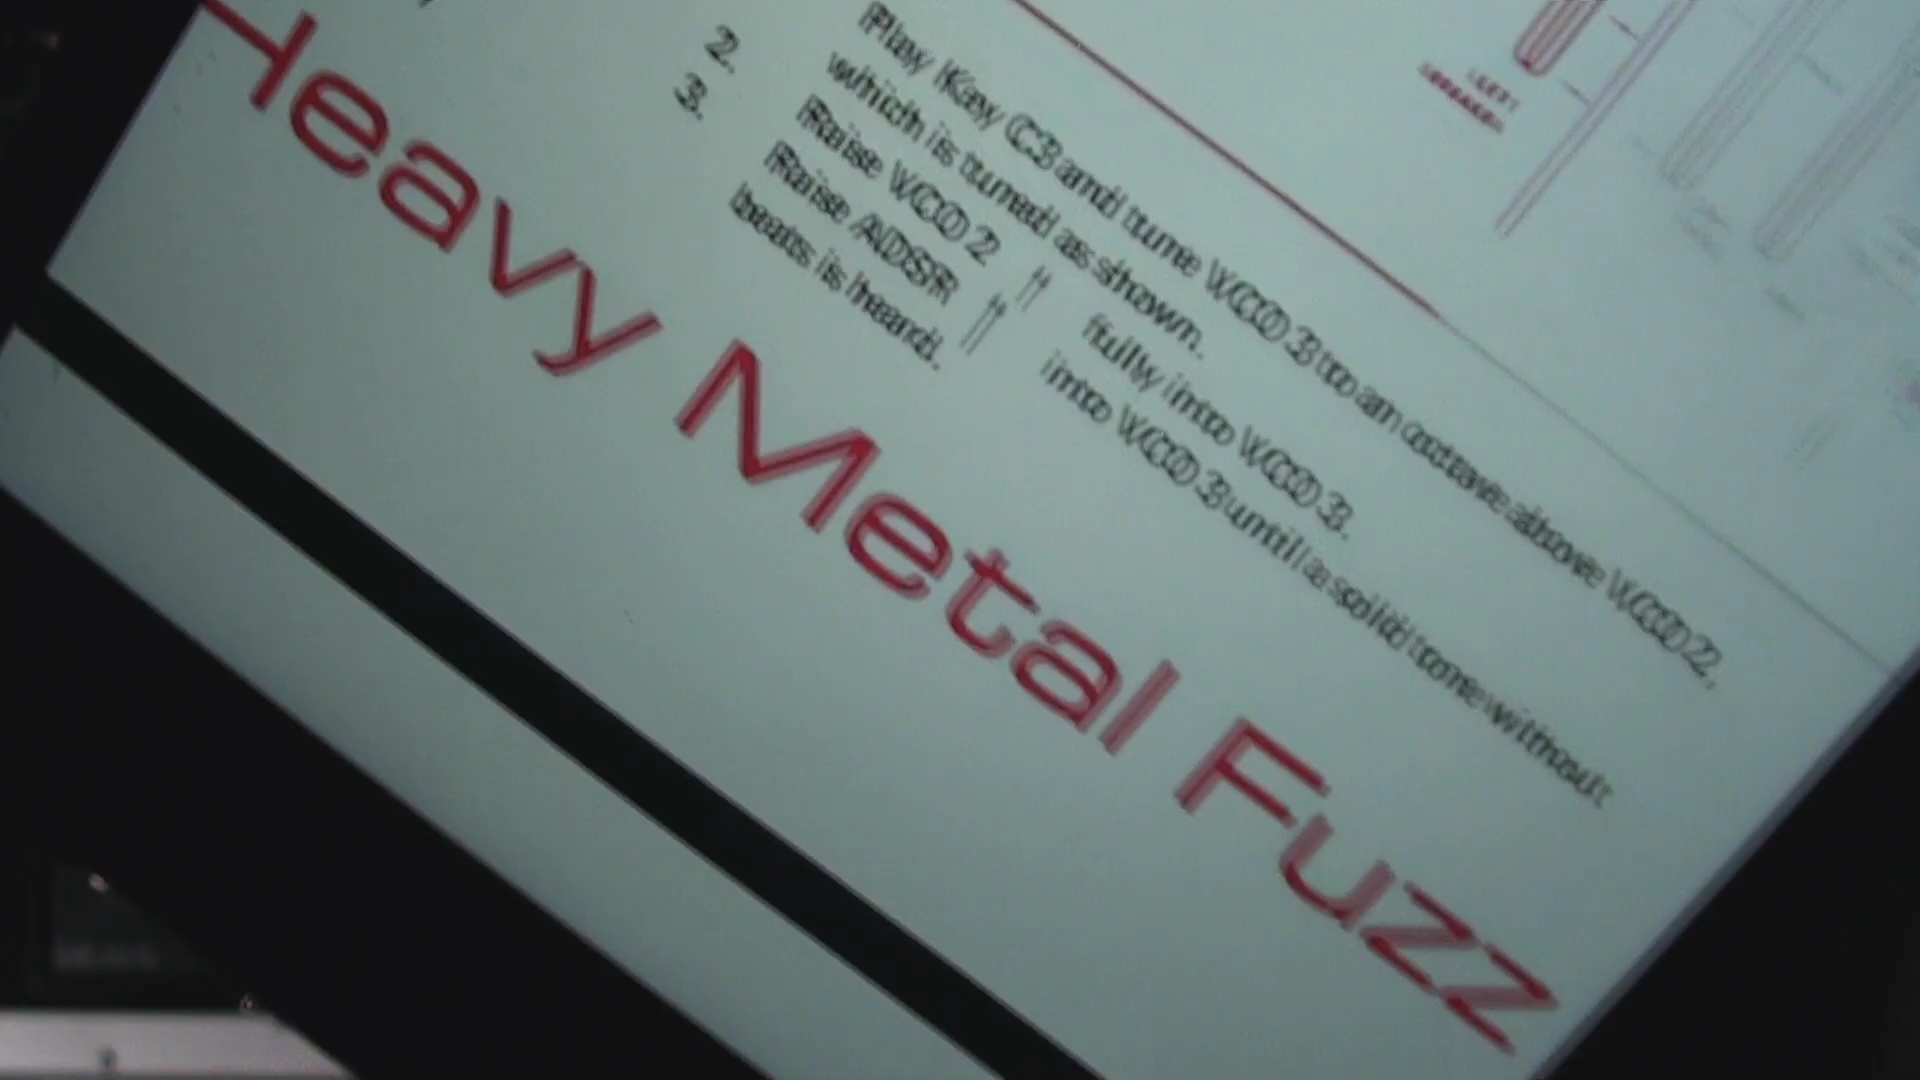 LEFT
SPEAKER
Play Key C3 and tune VCO 3 to an octave above VCO 2,
which is tuned as shown.
2. Raise VCO 2 ↑ fully into VCO 3.
3. Raise ADSR ↑ into VCO 3 until a solid tone without
beats is heard.
Heavy Metal Fuzz